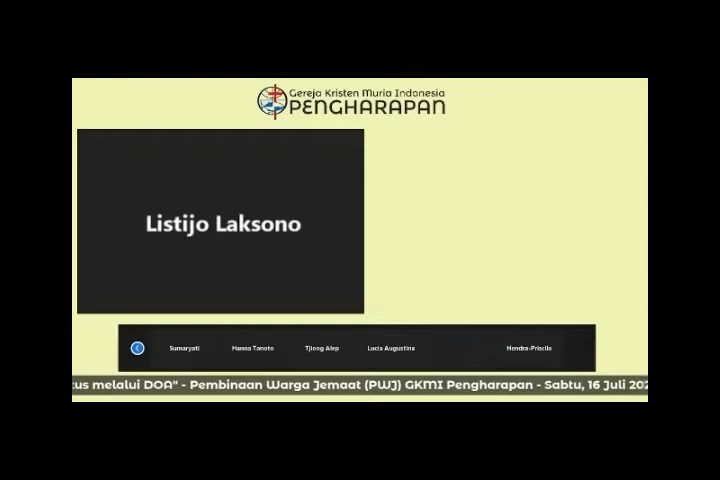 Gereja Kristen Muria Indonesia
PENGHARAPAN
Listijo Laksono
Sumaryati Hanna Tanoto Tjiong Alep Lucia Augustina Hendra-Priscila
melalui DOA" - Pembinaan Warga Jemaat (PWJ) GKMI Pengharapan - Sabtu, 16 Juli